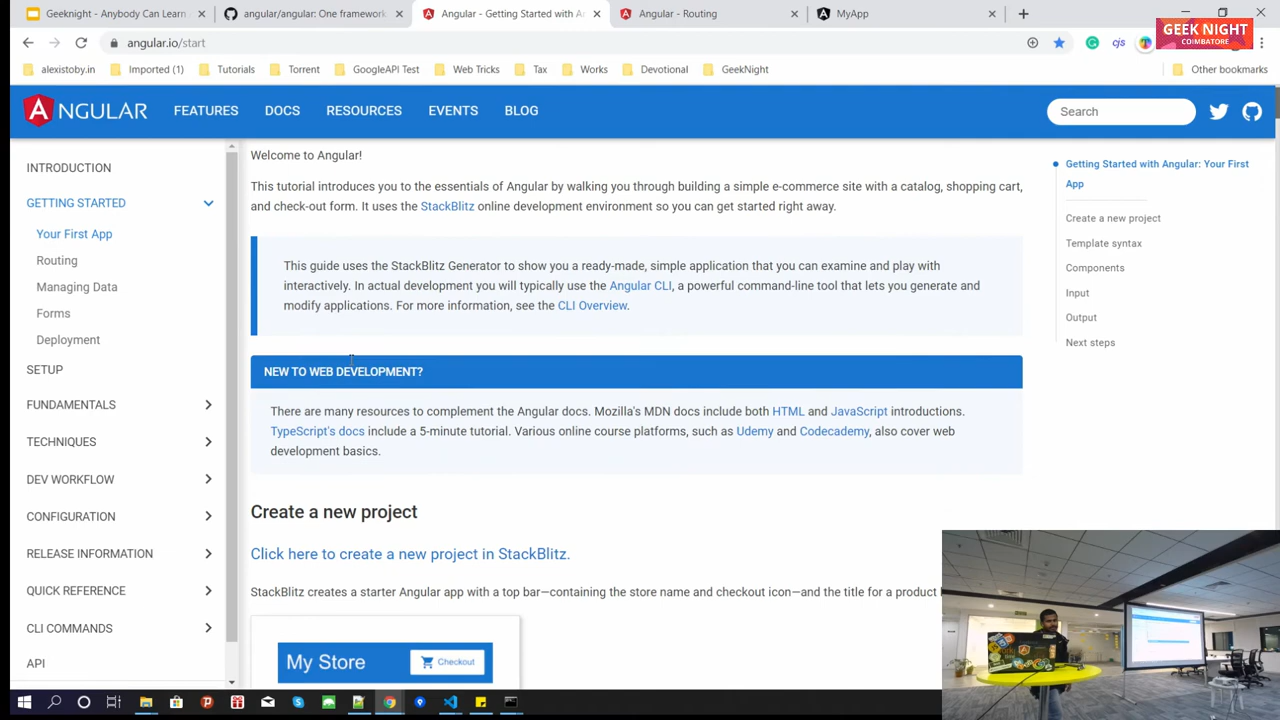 Geeknight - Anybody Can Learn
angular/angular: One framework
Angular - Getting Started with A
Angular - Routing
MyApp
angular.io/start
cjs
GEEK NIGHT
COIMBATORE
alexistoby.in
Imported (1)
Tutorials
Torrent
GoogleAPI Test
Web Tricks
Tax
Works
Devotional
GeekNight
Other bookmarks
ANGULAR
FEATURES
DOCS
RESOURCES
EVENTS
BLOG
Search
INTRODUCTION
GETTING STARTED
Your First App
Routing
Managing Data
Forms
Deployment
SETUP
FUNDAMENTALS
TECHNIQUES
DEV WORKFLOW
CONFIGURATION
RELEASE INFORMATION
QUICK REFERENCE
CLI COMMANDS
API
Welcome to Angular!
This tutorial introduces you to the essentials of Angular by walking you through building a simple e-commerce site with a catalog, shopping cart,
and check-out form. It uses the StackBlitz online development environment so you can get started right away.
This guide uses the StackBlitz Generator to show you a ready-made, simple application that you can examine and play with
interactively. In actual development you will typically use the Angular CLI, a powerful command-line tool that lets you generate and
modify applications. For more information, see the CLI Overview.
NEW TO WEB DEVELOPMENT?
There are many resources to complement the Angular docs. Mozilla's MDN docs include both HTML and JavaScript introductions.
TypeScript's docs include a 5-minute tutorial. Various online course platforms, such as Udemy and Codecademy, also cover web
development basics.
Create a new project
Click here to create a new project in StackBlitz.
StackBlitz creates a starter Angular app with a top bar—containing the store name and checkout icon—and the title for a product
My Store
Checkout
Getting Started with Angular: Your First
App
Create a new project
Template syntax
Components
Input
Output
Next steps